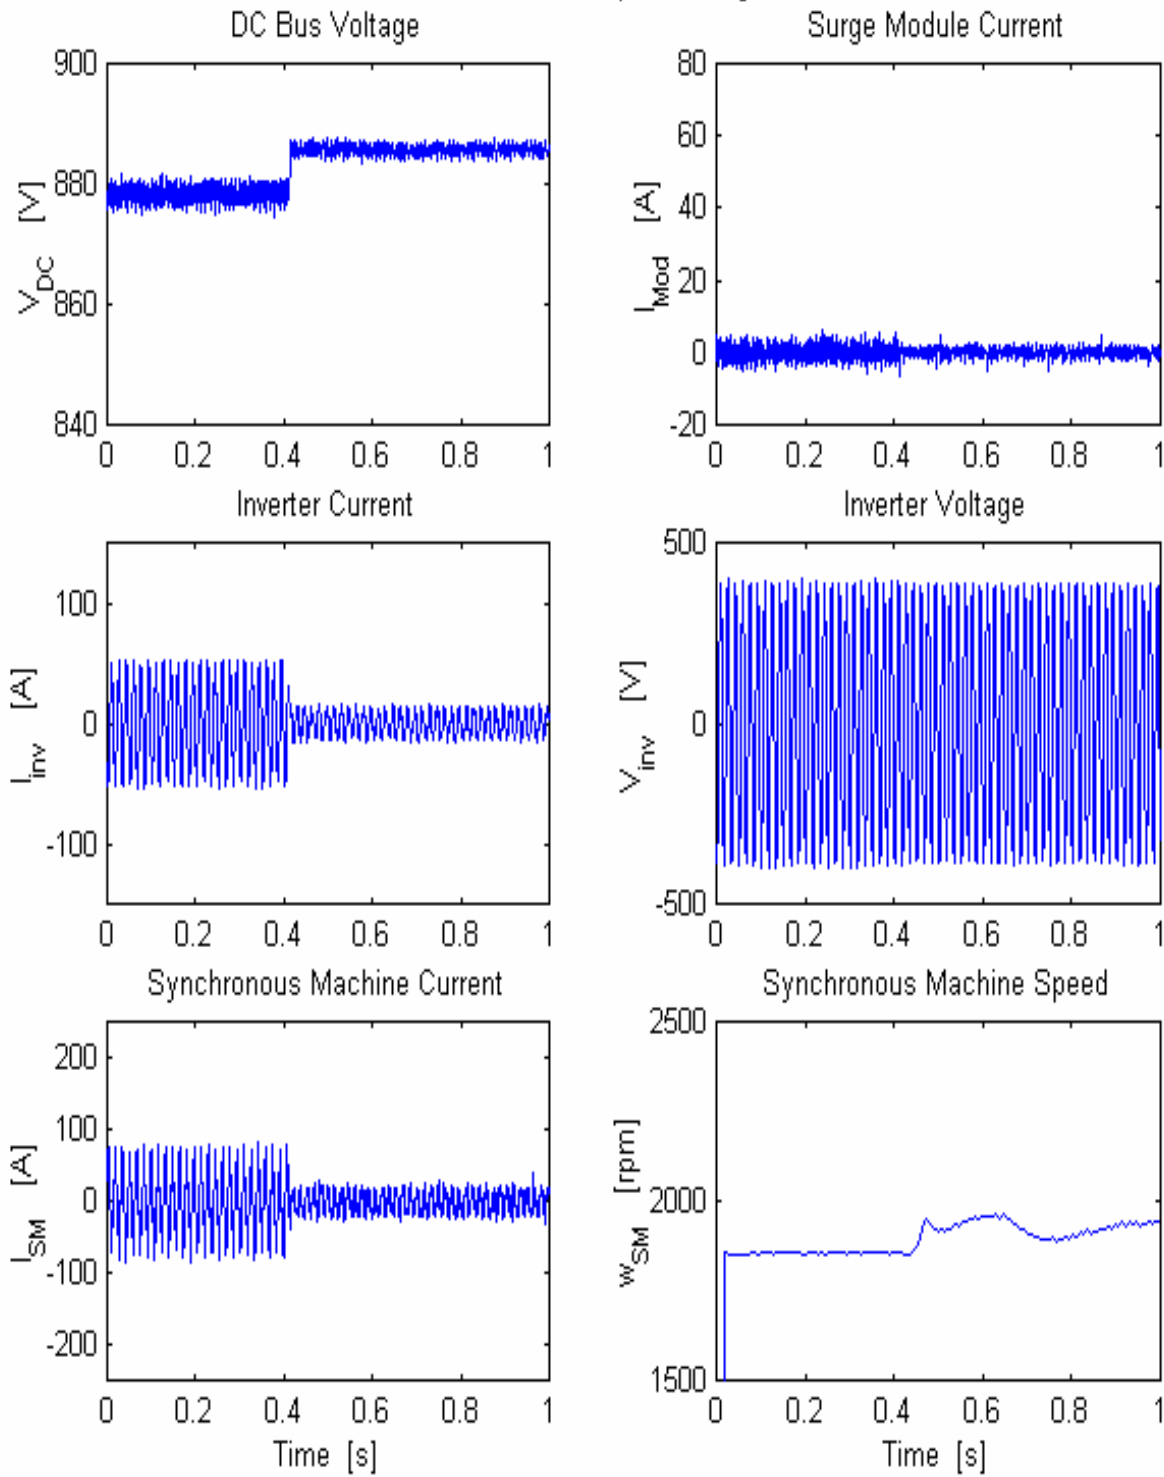 DC Bus Voltage
900
880
860
840
V_DC [V]
0 0.2 0.4 0.6 0.8 1
Surge Module Current
80
60
40
20
0
-20
I_Mod [A]
0 0.2 0.4 0.6 0.8 1
Inverter Current
100
0
-100
I_inv [A]
0 0.2 0.4 0.6 0.8 1
Inverter Voltage
500
0
-500
V_inv [V]
0 0.2 0.4 0.6 0.8 1
Synchronous Machine Current
200
100
0
-100
-200
I_SM [A]
0 0.2 0.4 0.6 0.8 1
Time [s]
Synchronous Machine Speed
2500
2000
1500
w_SM [rpm]
0 0.2 0.4 0.6 0.8 1
Time [s]